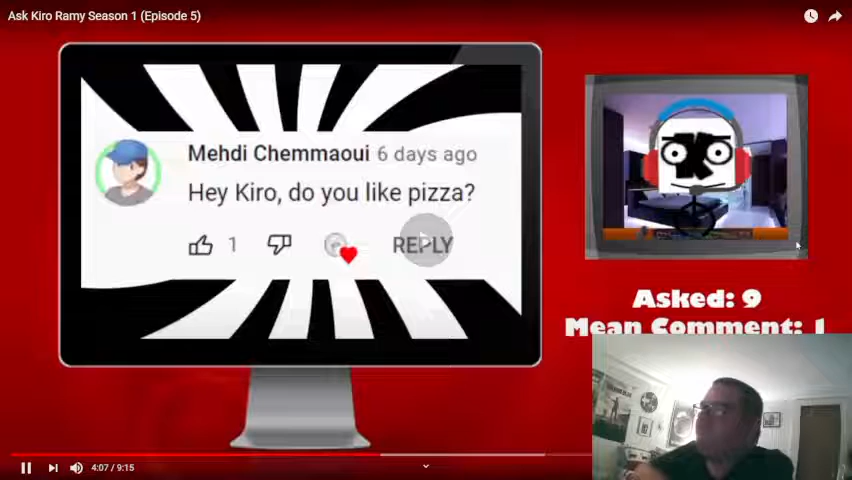 Ask Kiro Ramy Season 1 (Episode 5)
Mehdi Chemmaoui 6 days ago
Hey Kiro, do you like pizza?
1 REPLY
Asked: 9
Mean Comment: 1
4:07 / 9:15